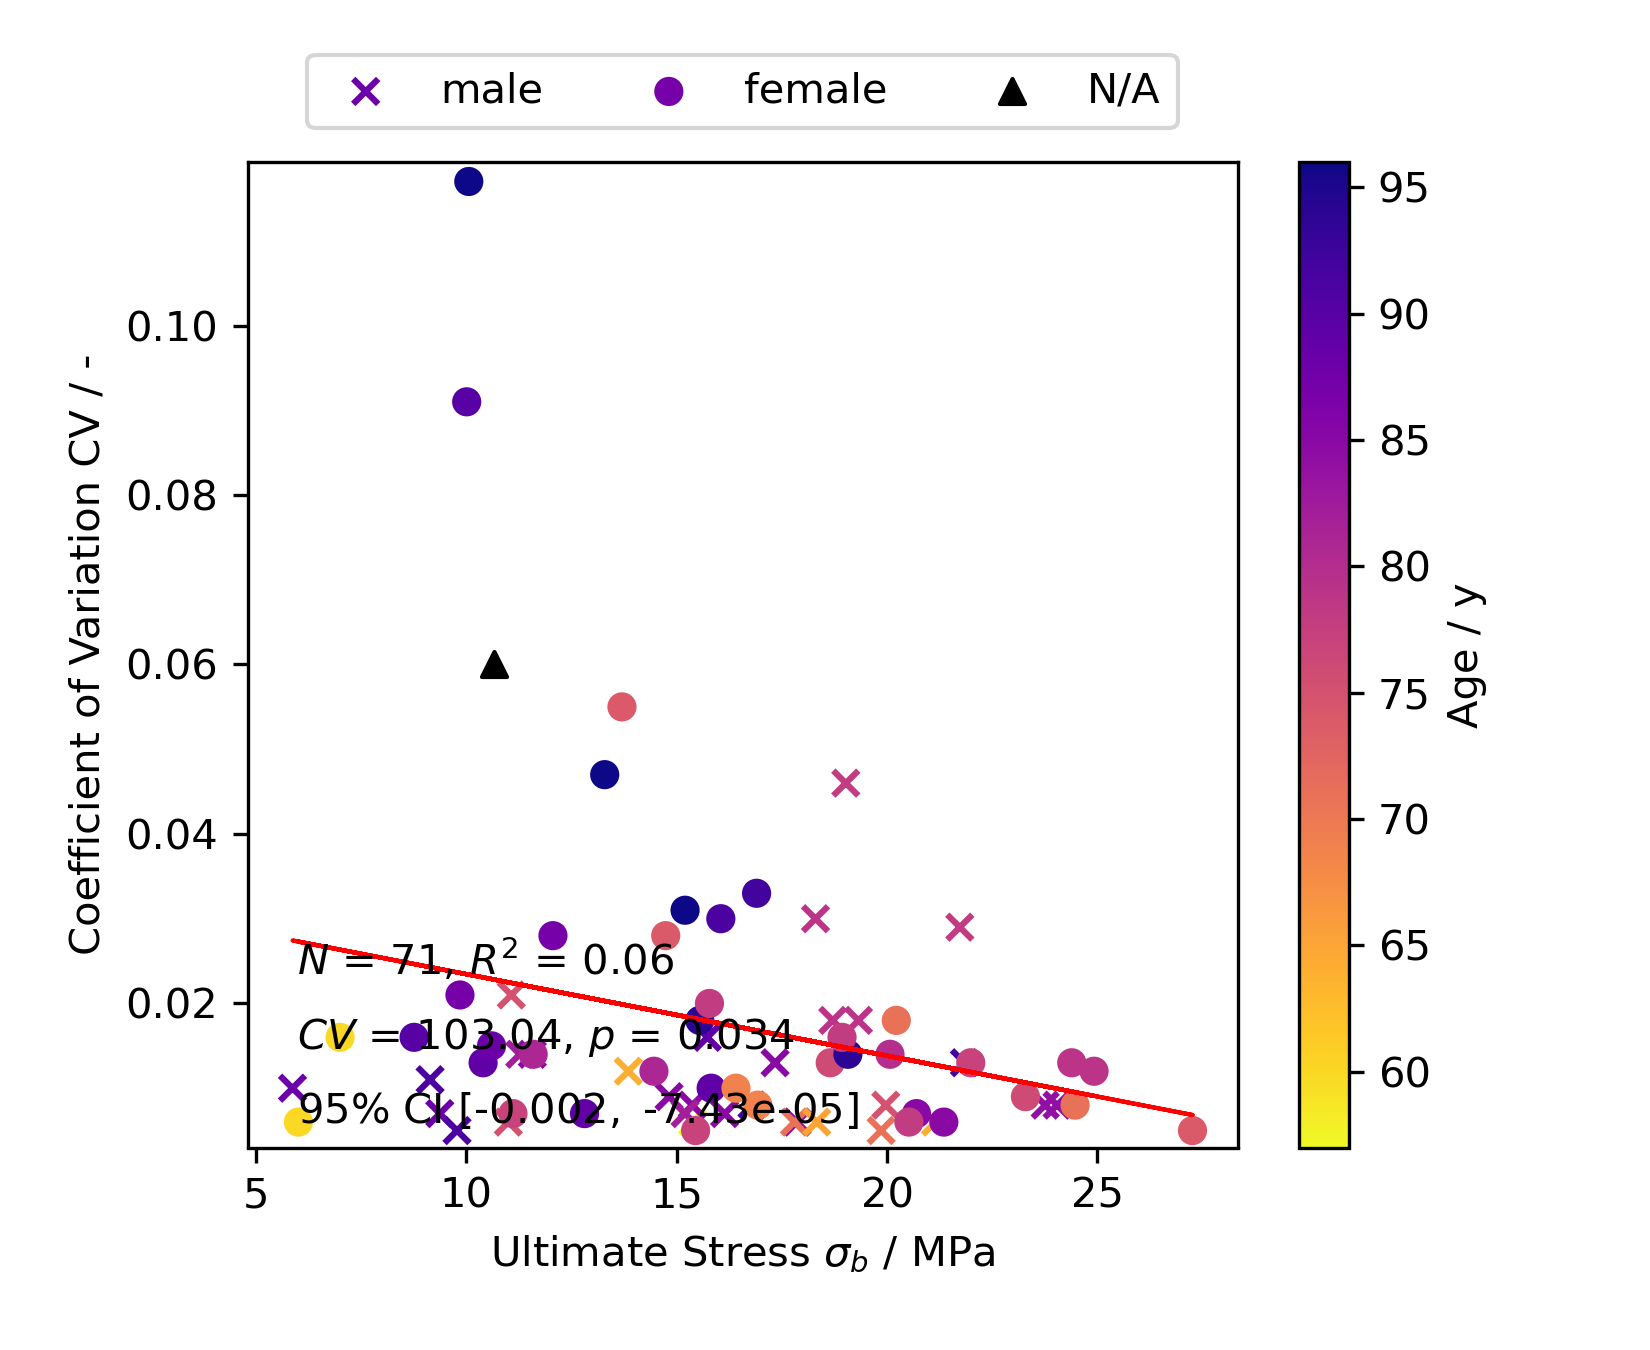 male female N/A
0.10
0.08
0.06
0.04
0.02
Coefficient of Variation CV / -
N = 71, R² = 0.06
CV = 103.04, p = 0.034
95% CI [-0.002, -7.43e-05]
5 10 15 20 25
Ultimate Stress σ_b / MPa
95
90
85
80
75
70
65
60
Age / y